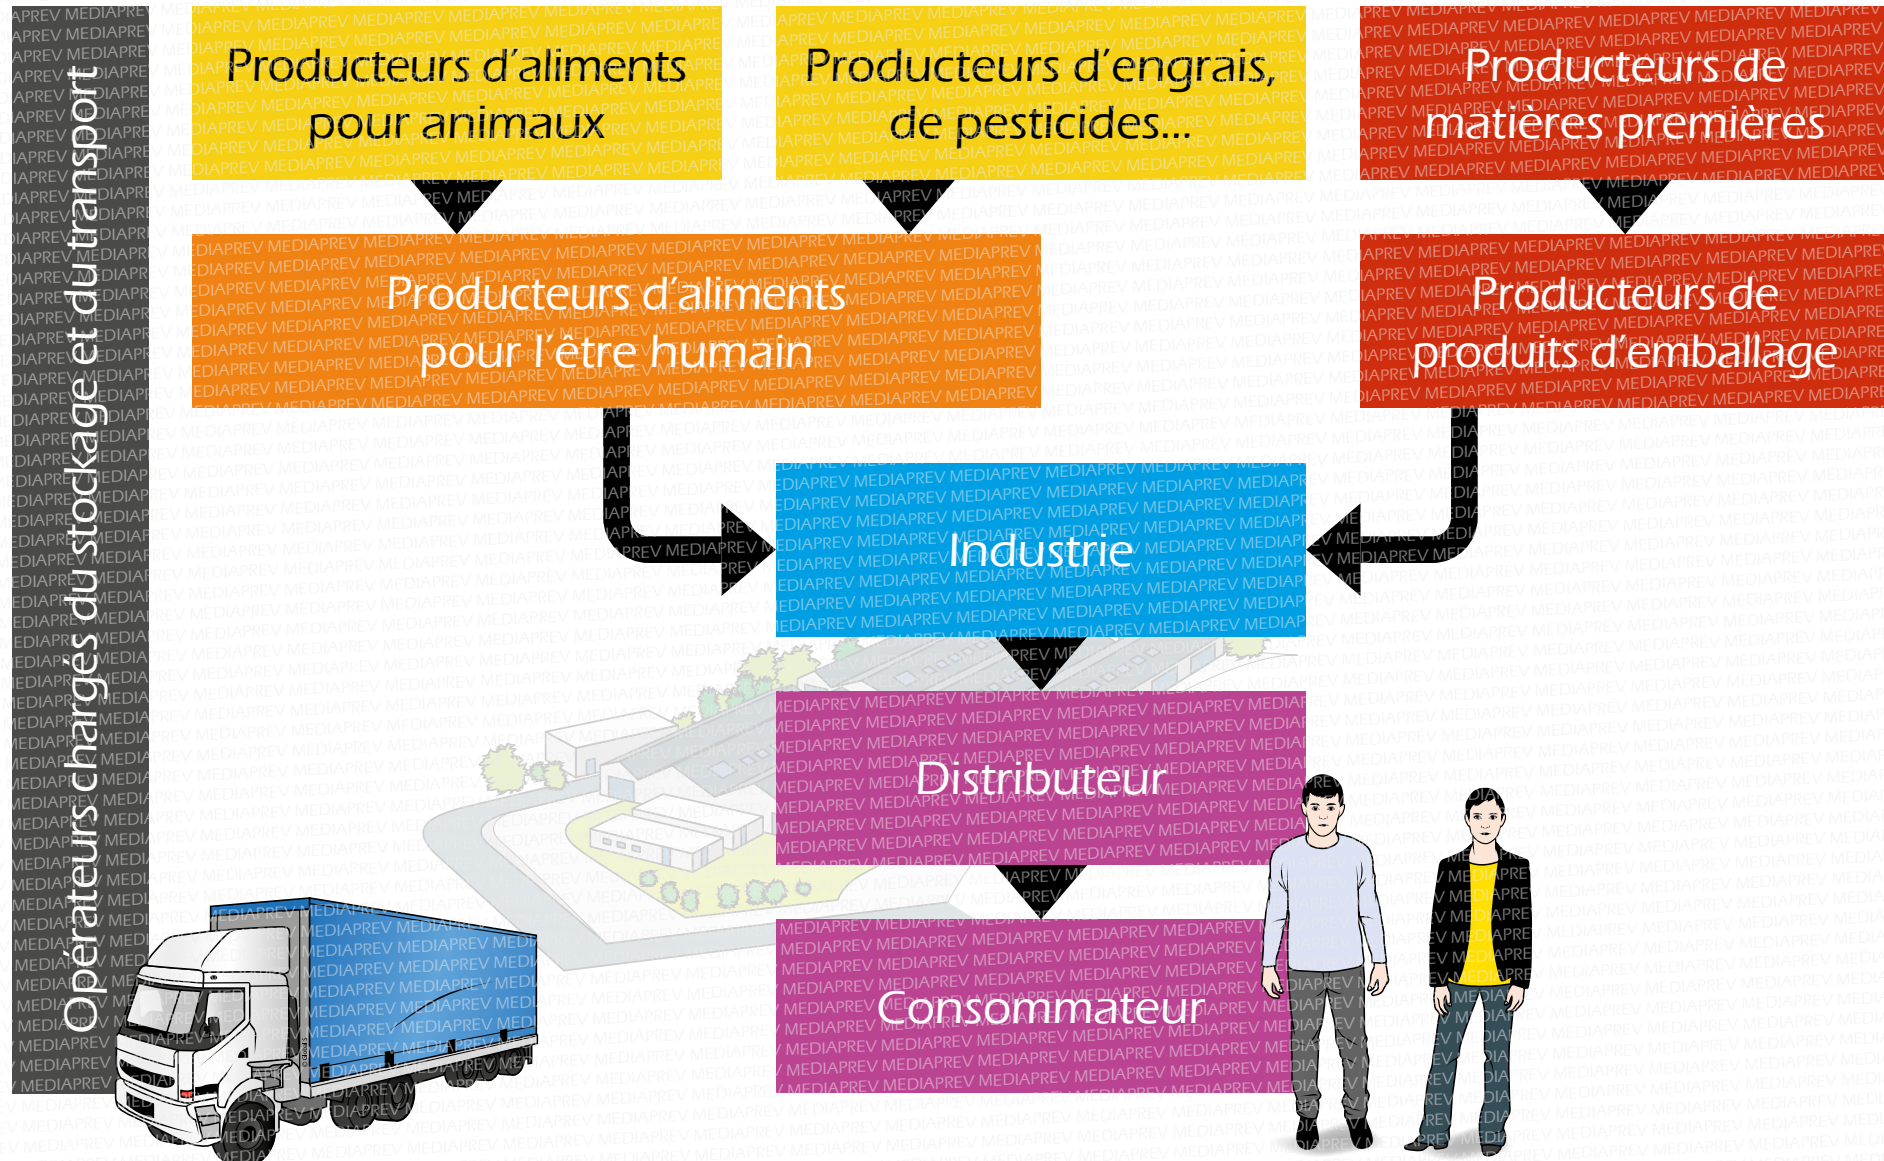 Opérateurs chargés du stockage et du transport
Producteurs d’aliments
pour animaux
Producteurs d’engrais,
de pesticides...
Producteurs de
matières premières
Producteurs d’aliments
pour l’être humain
Producteurs de
produits d’emballage
Industrie
Distributeur
Consommateur
MEDIAPREV